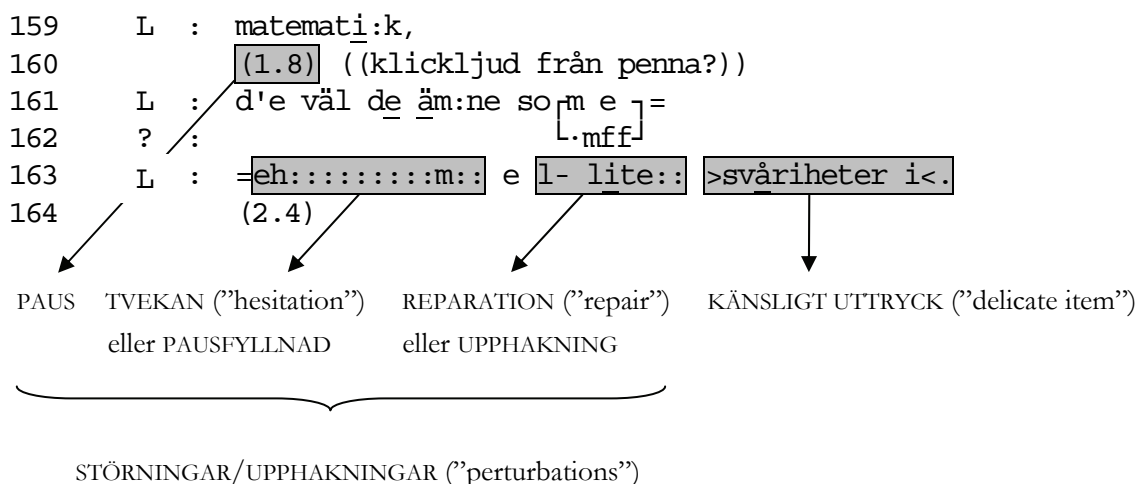 159 L : matemati:k,
160 (1.8) ((klickljud från penna?))
161 L : d'e väl de äm:ne so┌m e ┐=
162 ? : └·mff┘
163 L : =eh:::::::::m:: e l- lite:: >svåriheter i<.
164 (2.4)
PAUS TVEKAN (”hesitation”) REPARATION (”repair”) KÄNSLIGT UTTRYCK (”delicate item”)
eller PAUSFYLLNAD eller UPPHAKNING
STÖRNINGAR/UPPHAKNINGAR (”perturbations”)